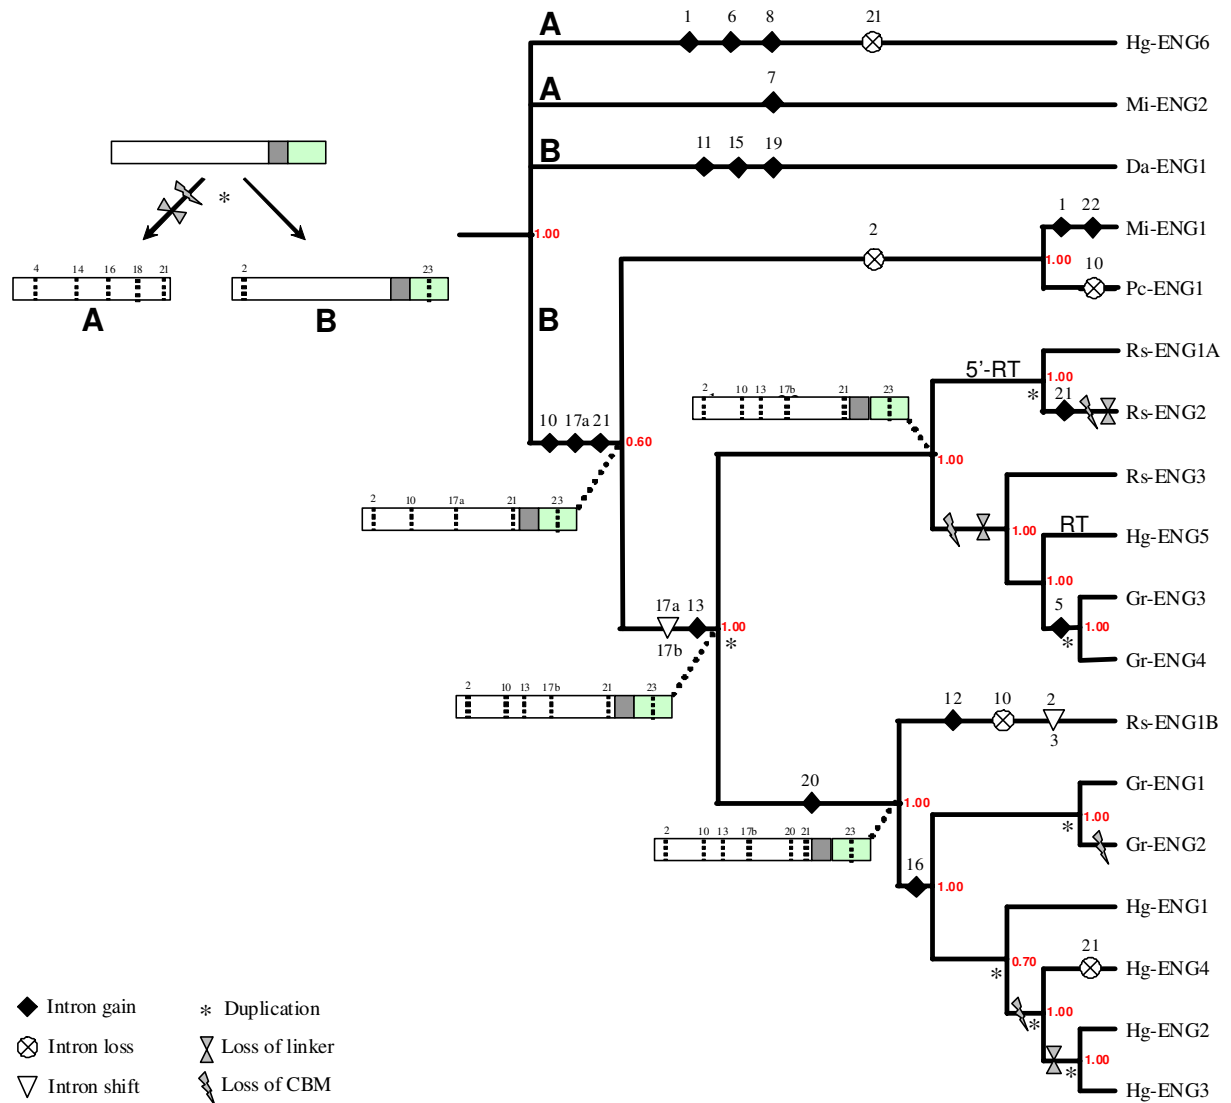 A 1 6 8 21
Hg-ENG6
A 7
Mi-ENG2
B 11 15 19
Da-ENG1
*
1.00
4 14 16 18 21
A
2 23
B
2
1 22
Mi-ENG1
1.00
10
Pc-ENG1
B
10 17a 21
0.60
2 10 17a 21 23
5'-RT
Rs-ENG1A
1.00
*
21
Rs-ENG2
2 10 13 17b 21 23
1.00
Rs-ENG3
1.00
RT
Hg-ENG5
1.00
Gr-ENG3
5
1.00
*
Gr-ENG4
17a 13
17b
1.00
*
2 10 13 17b 21 23
12 10 2
3
Rs-ENG1B
20
1.00
2 10 13 17b 20 21 23
Gr-ENG1
1.00
*
Gr-ENG2
16
1.00
Hg-ENG1
0.70
*
21
Hg-ENG4
1.00
*
Hg-ENG2
1.00
*
Hg-ENG3
Intron gain
* Duplication
Intron loss
Loss of linker
Intron shift
Loss of CBM